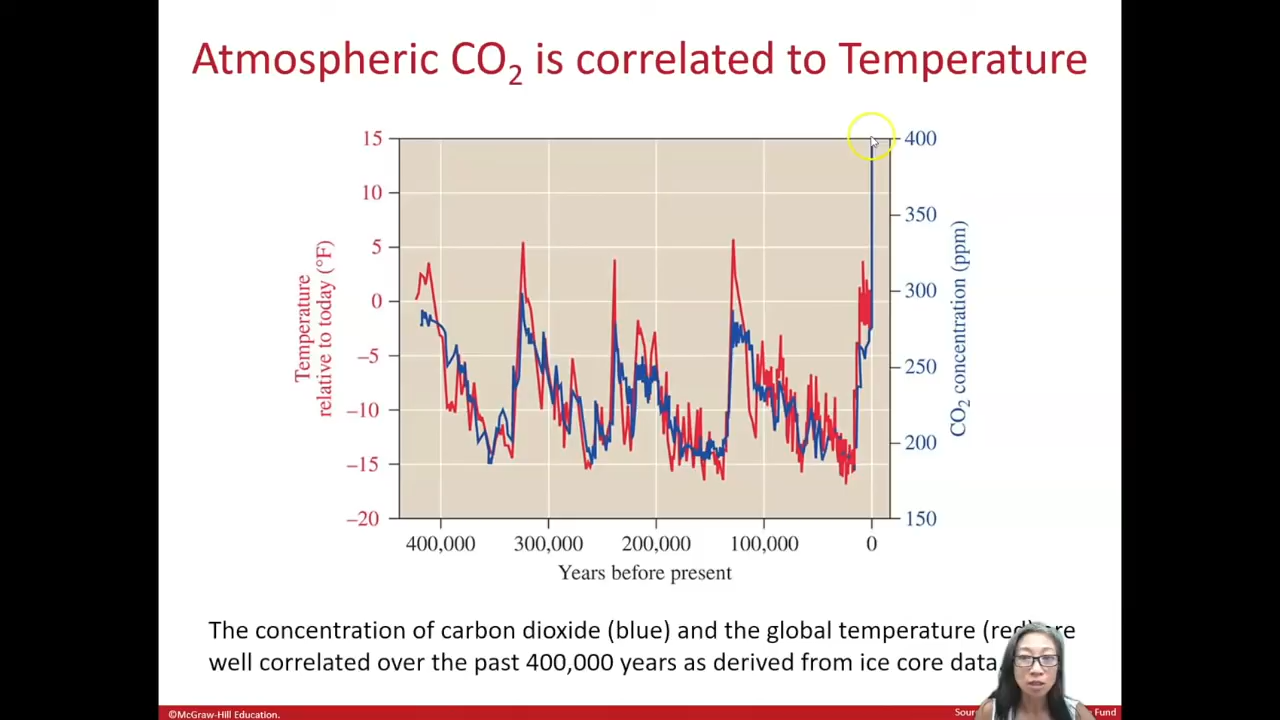 Atmospheric CO₂ is correlated to Temperature
15
10
5
0
–5
–10
–15
–20
Temperature
relative to today (°F)
400
350
300
250
200
150
CO₂ concentration (ppm)
400,000 300,000 200,000 100,000 0
Years before present
The concentration of carbon dioxide (blue) and the global temperature (red)
well correlated over the past 400,000 years as derived from ice core data.
©McGraw-Hill Education.
Fund